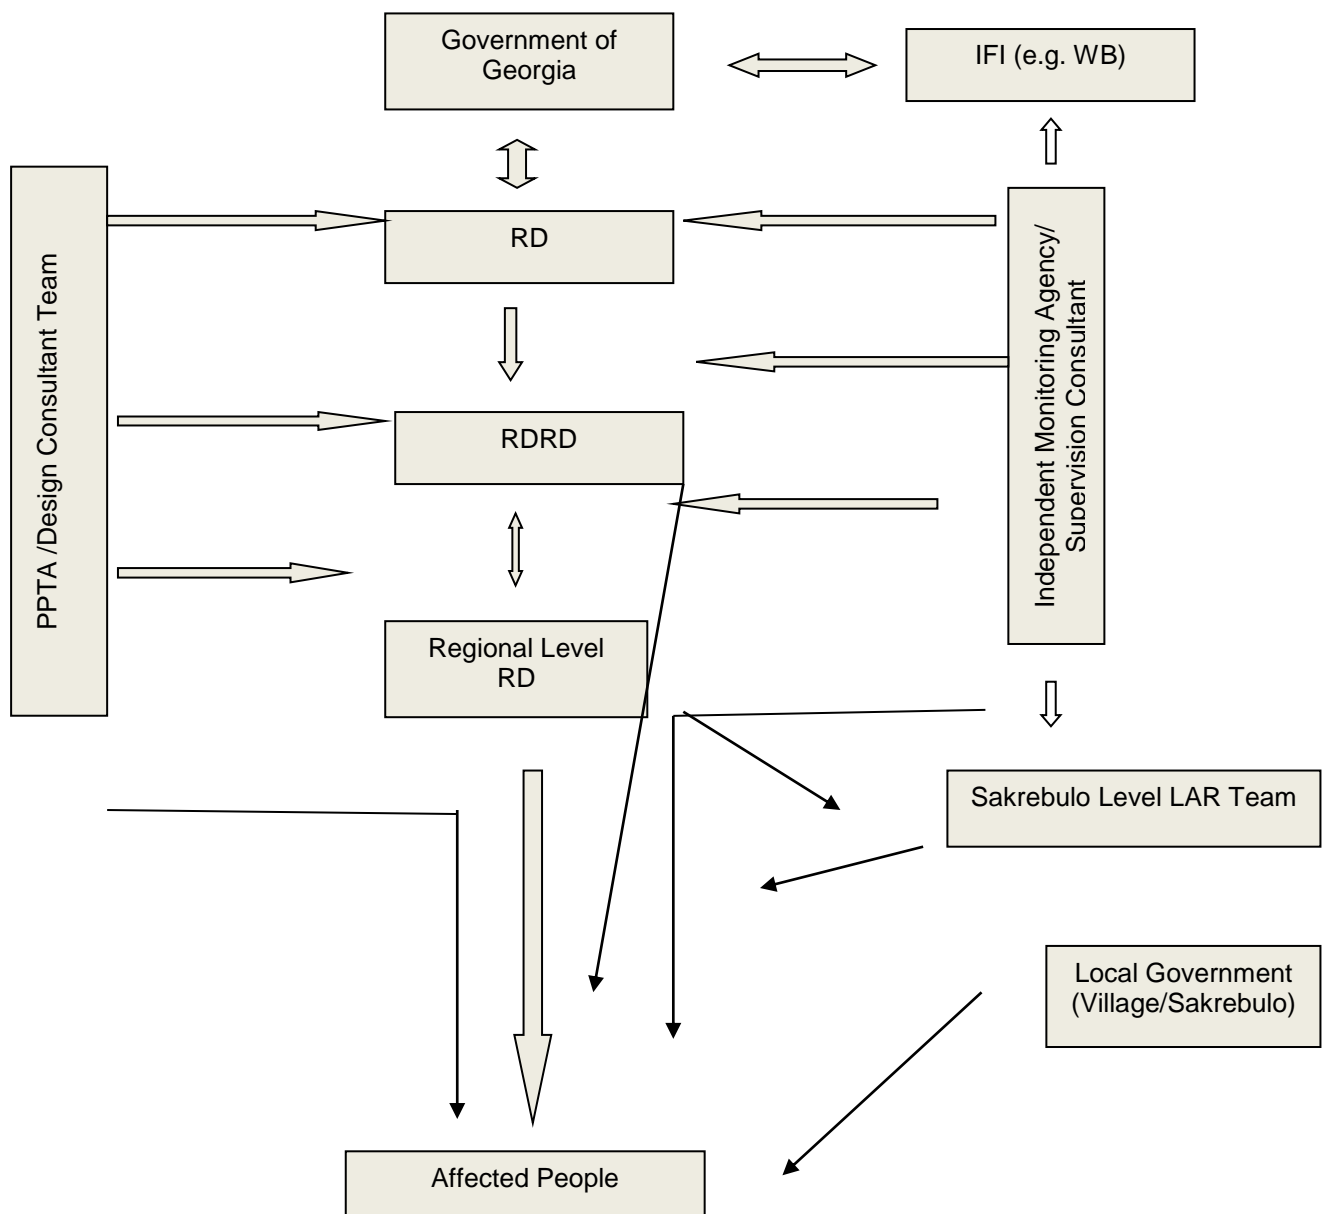 Government of
Georgia
IFI (e.g. WB)
PPTA /Design Consultant Team
RD
Independent Monitoring Agency/
Supervision Consultant
RDRD
Regional Level
RD
Sakrebulo Level LAR Team
Local Government
(Village/Sakrebulo)
Affected People